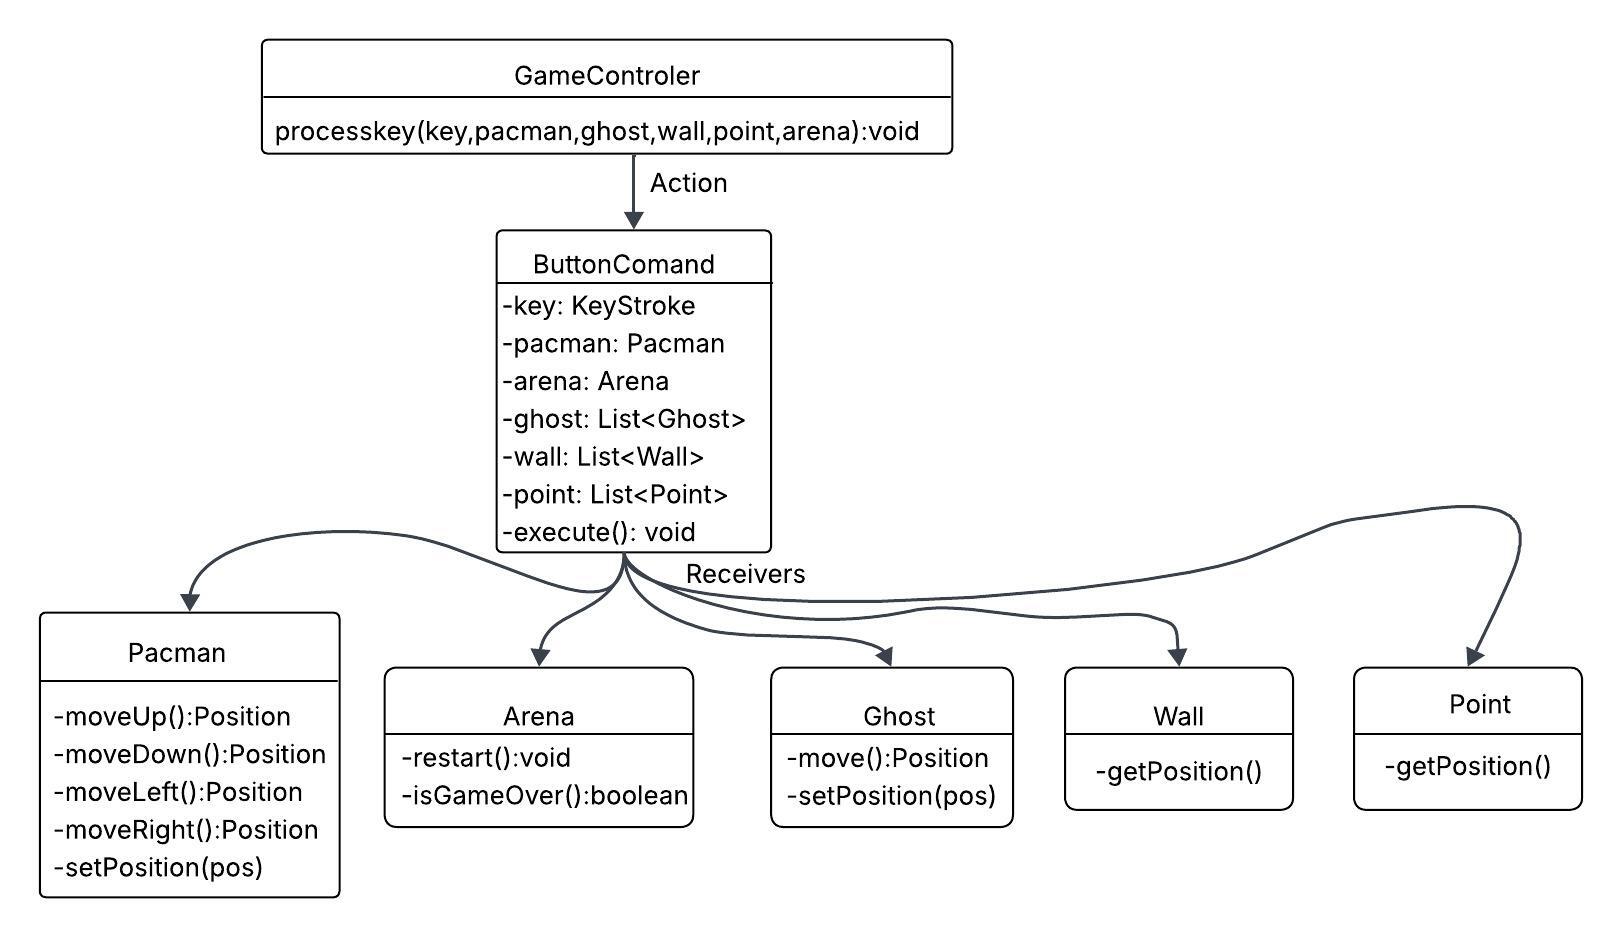 GameControler
processkey(key,pacman,ghost,wall,point,arena):void
Action
ButtonComand
-key: KeyStroke
-pacman: Pacman
-arena: Arena
-ghost: List<Ghost>
-wall: List<Wall>
-point: List<Point>
-execute(): void
Receivers
Pacman
-moveUp():Position
-moveDown():Position
-moveLeft():Position
-moveRight():Position
-setPosition(pos)
Arena
-restart():void
-isGameOver():boolean
Ghost
-move():Position
-setPosition(pos)
Wall
-getPosition()
Point
-getPosition()